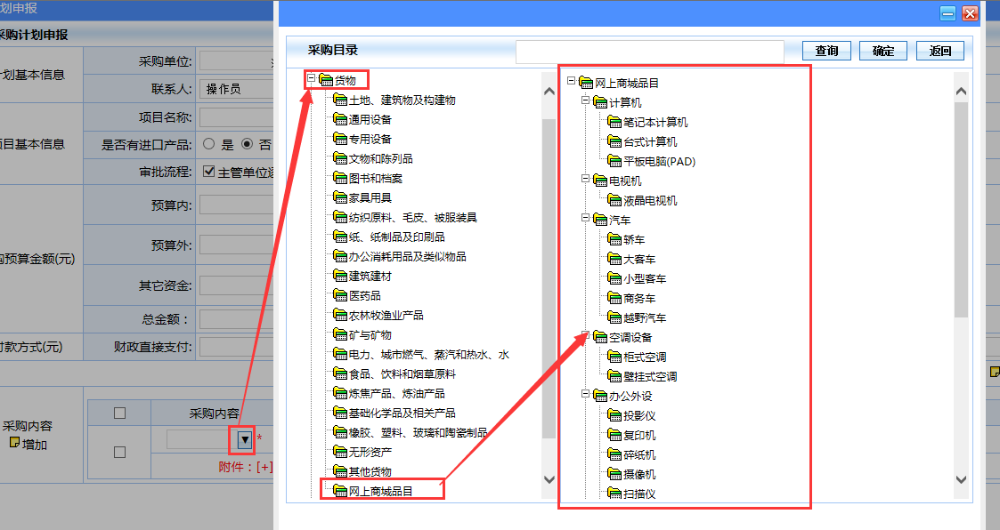 划申报
采购计划申报
计划基本信息
采购单位:
联系人:
操作员
项目基本信息
项目名称:
是否有进口产品:
是
否
审批流程:
主管单位
购预算金额(元)
预算内:
预算外:
其它资金:
总金额：
付款方式(元)
财政直接支付:
采购内容
增加
采购内容
*
附件：[+]
采购目录
查询
确定
返回
货物
土地、建筑物及构建物
通用设备
专用设备
文物和陈列品
图书和档案
家具用具
纺织原料、毛皮、被服装具
纸、纸制品及印刷品
办公消耗用品及类似物品
建筑建材
医药品
农林牧渔业产品
矿与矿物
电力、城市燃气、蒸汽和热水、水
食品、饮料和烟草原料
炼焦产品、炼油产品
基础化学品及相关产品
橡胶、塑料、玻璃和陶瓷制品
无形资产
其他货物
网上商城品目
网上商城品目
计算机
笔记本计算机
台式计算机
平板电脑(PAD)
电视机
液晶电视机
汽车
轿车
大客车
小型客车
商务车
越野汽车
空调设备
柜式空调
壁挂式空调
办公外设
投影仪
复印机
碎纸机
摄像机
扫描仪